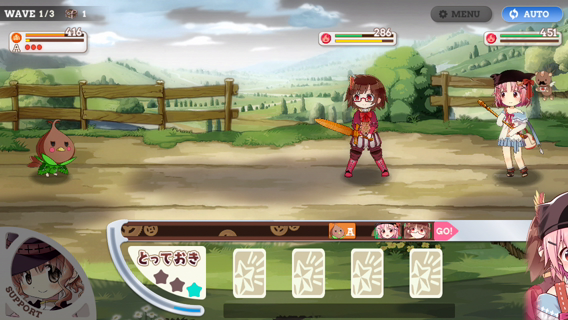 WAVE 1/3 1
MENU
AUTO
416
A
286
451
A
GO!
とっておき
SUPPORT